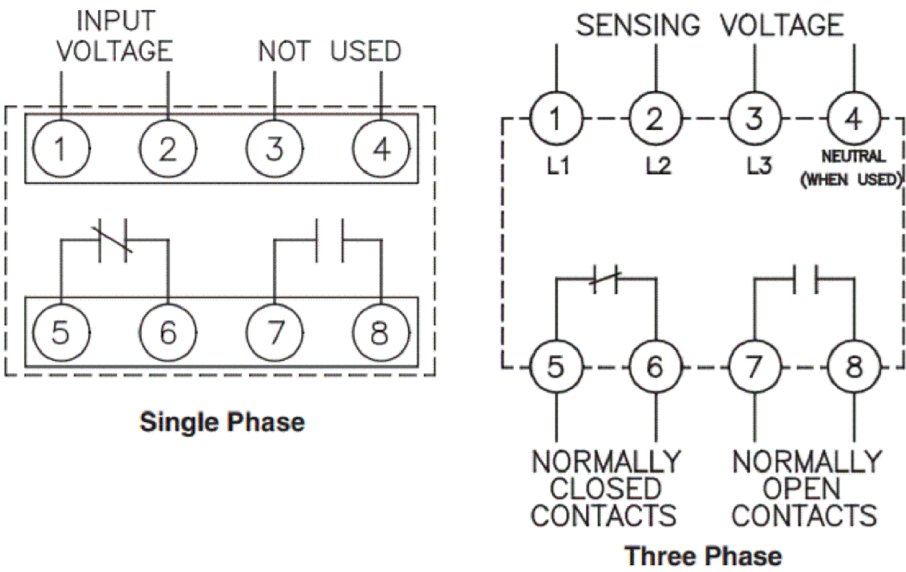 INPUT
VOLTAGE
NOT USED
1 2 3 4
5 6 7 8
Single Phase
SENSING VOLTAGE
1 2 3 4
L1 L2 L3 NEUTRAL
(WHEN USED)
5 6 7 8
NORMALLY
CLOSED
CONTACTS
NORMALLY
OPEN
CONTACTS
Three Phase